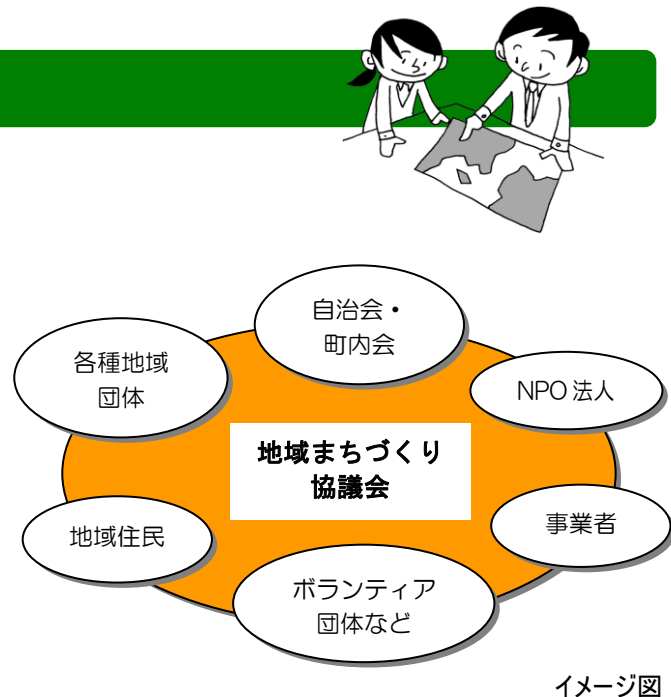 自治会・
町内会
各種地域
団体
NPO 法人
地域まちづくり
協議会
地域住民
事業者
ボランティア
団体など
イメージ図